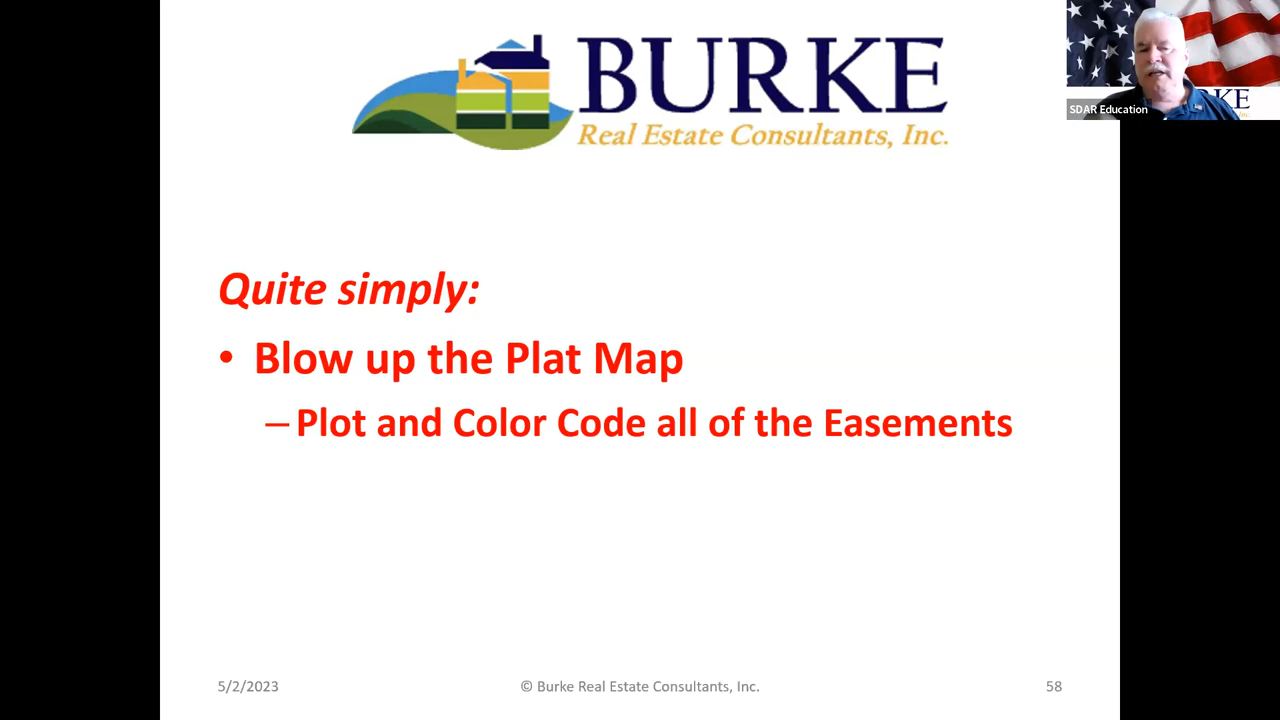 BURKE
Real Estate Consultants, Inc.
SDAR Education
Quite simply:
• Blow up the Plat Map
– Plot and Color Code all of the Easements
5/2/2023
© Burke Real Estate Consultants, Inc.
58